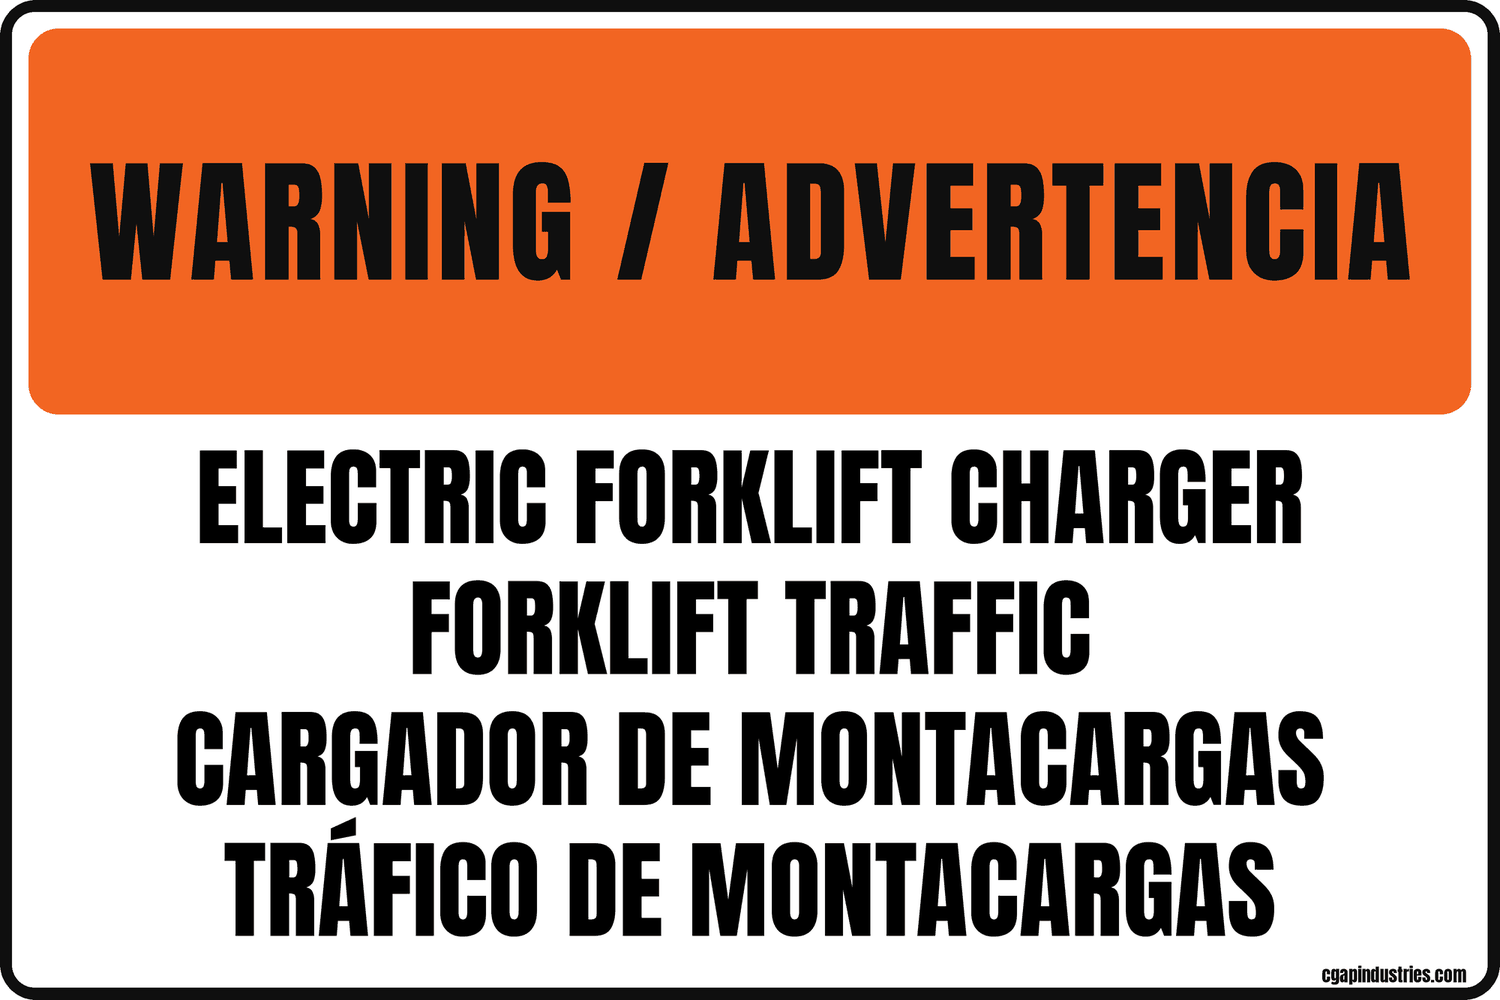 WARNING / ADVERTENCIA
ELECTRIC FORKLIFT CHARGER
FORKLIFT TRAFFIC
CARGADOR DE MONTACARGAS
TRÁFICO DE MONTACARGAS
cgapindustries.com